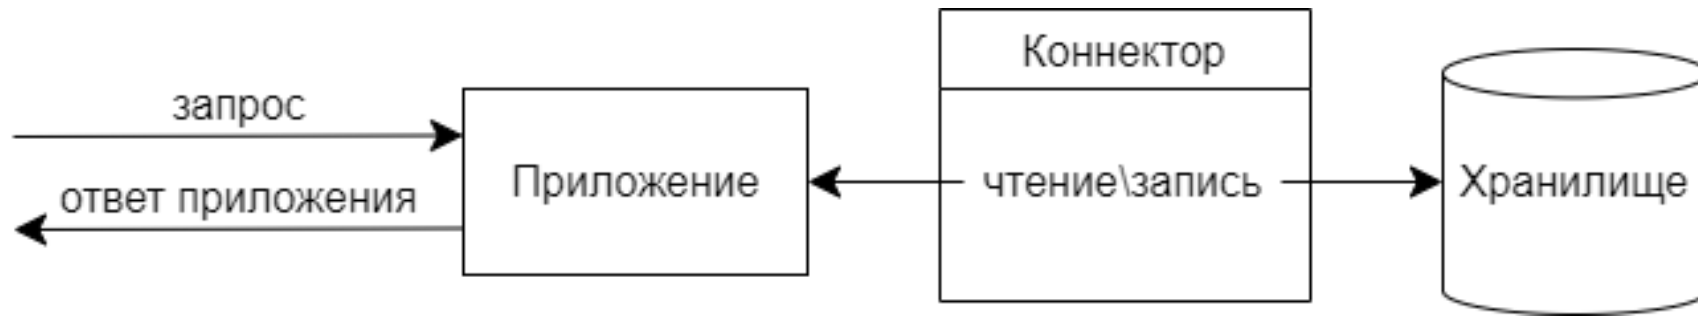 запрос
ответ приложения
Приложение
Коннектор
чтение\запись
Хранилище